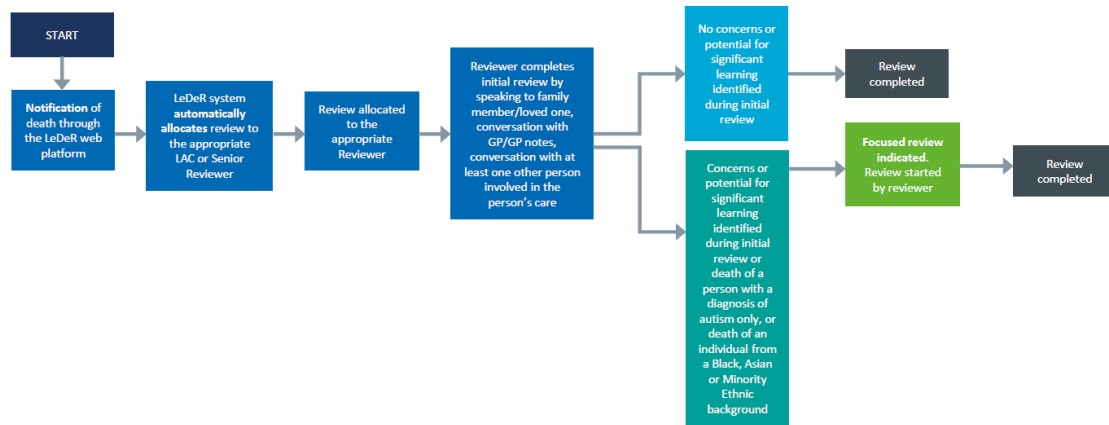 START
Notification of
death through
the LeDeR web
platform
LeDeR system
automatically
allocates review to
the appropriate
LAC or Senior
Reviewer
Review allocated
to the
appropriate
Reviewer
Reviewer completes
initial review by
speaking to family
member/loved one,
conversation with
GP/GP notes,
conversation with at
least one other person
involved in the
person's care
No concerns or
potential for
significant
learning
identified
during initial
review
Review
completed
Concerns or
potential for
significant
learning
identified
during initial
review or
death of a
person with a
diagnosis of
autism only, or
death of an
individual from
a Black, Asian
or Minority
Ethnic
background
Focused review
indicated.
Review started
by reviewer
Review
completed